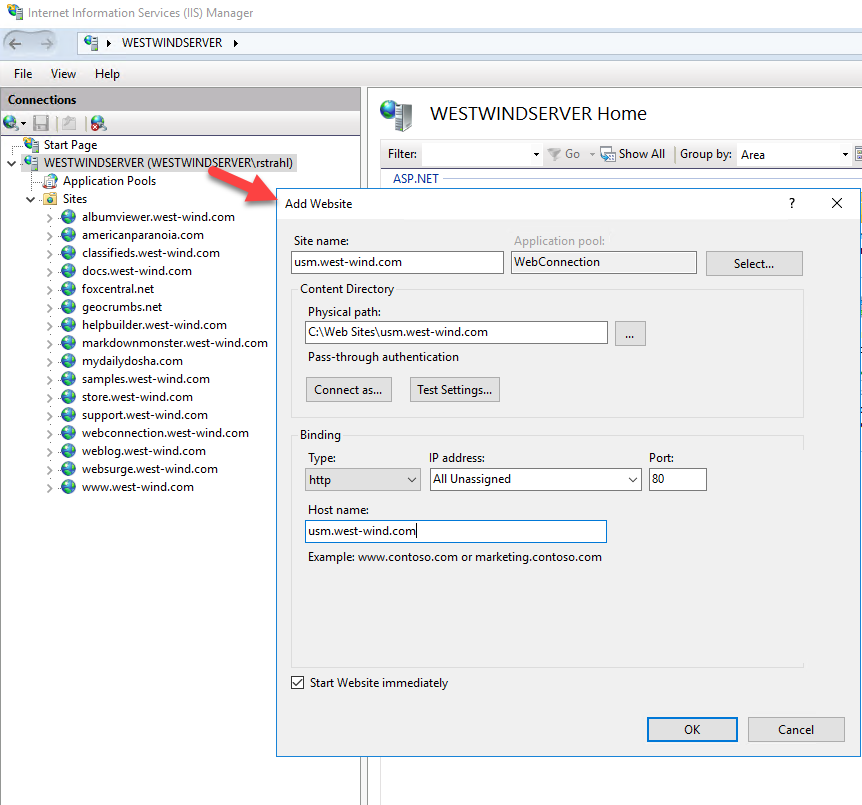 Internet Information Services (IIS) Manager
WESTWINDSERVER
File View Help
Connections
Start Page
WESTWINDSERVER (WESTWINDSERVER\rstrahl)
Application Pools
Sites
albumviewer.west-wind.com
americanparanoia.com
classifieds.west-wind.com
docs.west-wind.com
foxcentral.net
geocrumbs.net
helpbuilder.west-wind.com
markdownmonster.west-wind.com
mydailydosha.com
samples.west-wind.com
store.west-wind.com
support.west-wind.com
webconnection.west-wind.com
weblog.west-wind.com
websurge.west-wind.com
www.west-wind.com
WESTWINDSERVER Home
Filter: Go Show All Group by: Area
ASP.NET
Add Website ?
Site name: Application pool:
usm.west-wind.com WebConnection Select...
Content Directory
Physical path:
C:\Web Sites\usm.west-wind.com ...
Pass-through authentication
Connect as... Test Settings...
Binding
Type: IP address: Port:
http All Unassigned 80
Host name:
usm.west-wind.com
Example: www.contoso.com or marketing.contoso.com
Start Website immediately
OK Cancel